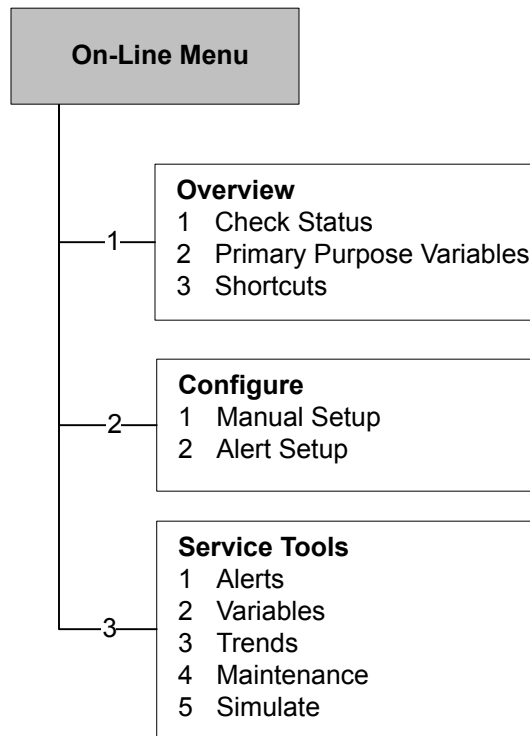 On-Line Menu
1
Overview
1 Check Status
2 Primary Purpose Variables
3 Shortcuts
2
Configure
1 Manual Setup
2 Alert Setup
3
Service Tools
1 Alerts
2 Variables
3 Trends
4 Maintenance
5 Simulate